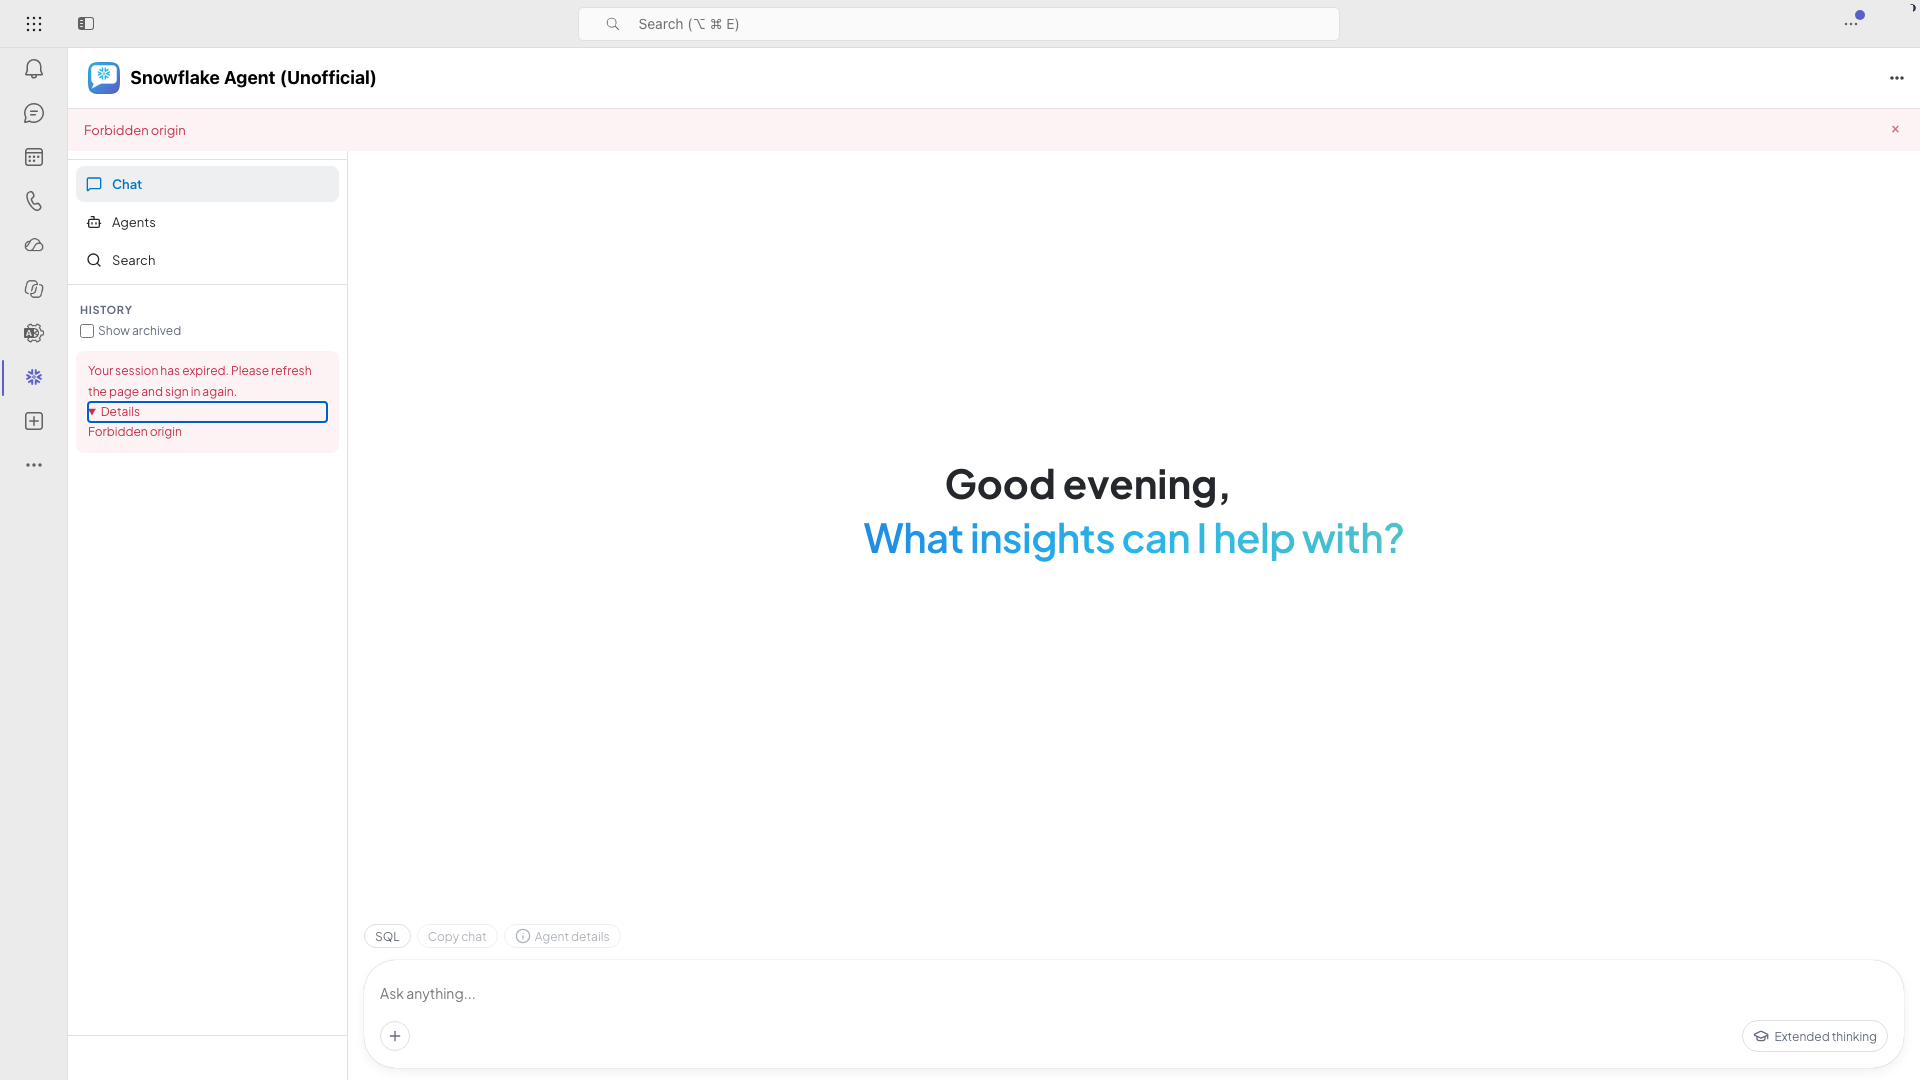 Search (⌥ ⌘ E)
Snowflake Agent (Unofficial)
Forbidden origin
Chat
Agents
Search
HISTORY
Show archived
Your session has expired. Please refresh
the page and sign in again.
Details
Forbidden origin
Good evening,
What insights can I help with?
SQL
Copy chat
Agent details
Ask anything...
Extended thinking